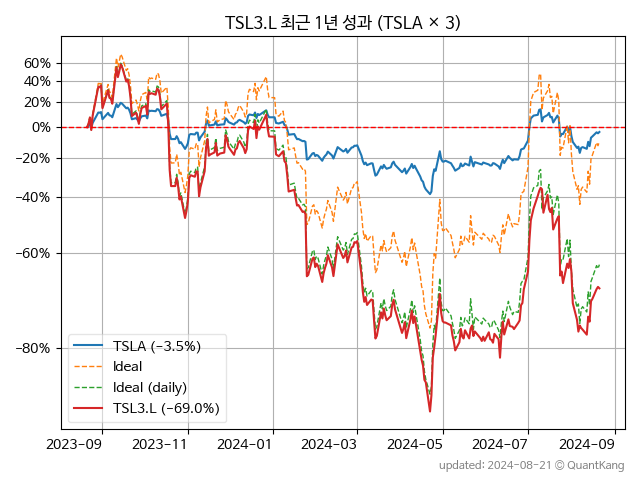 TSL3.L 최근 1년 성과 (TSLA × 3)
60%
40%
20%
0%
−20%
−40%
−60%
−80%
TSLA (−3.5%)
Ideal
Ideal (daily)
TSL3.L (−69.0%)
2023-09
2023-11
2024-01
2024-03
2024-05
2024-07
2024-09
updated: 2024-08-21 ⓒ QuantKang